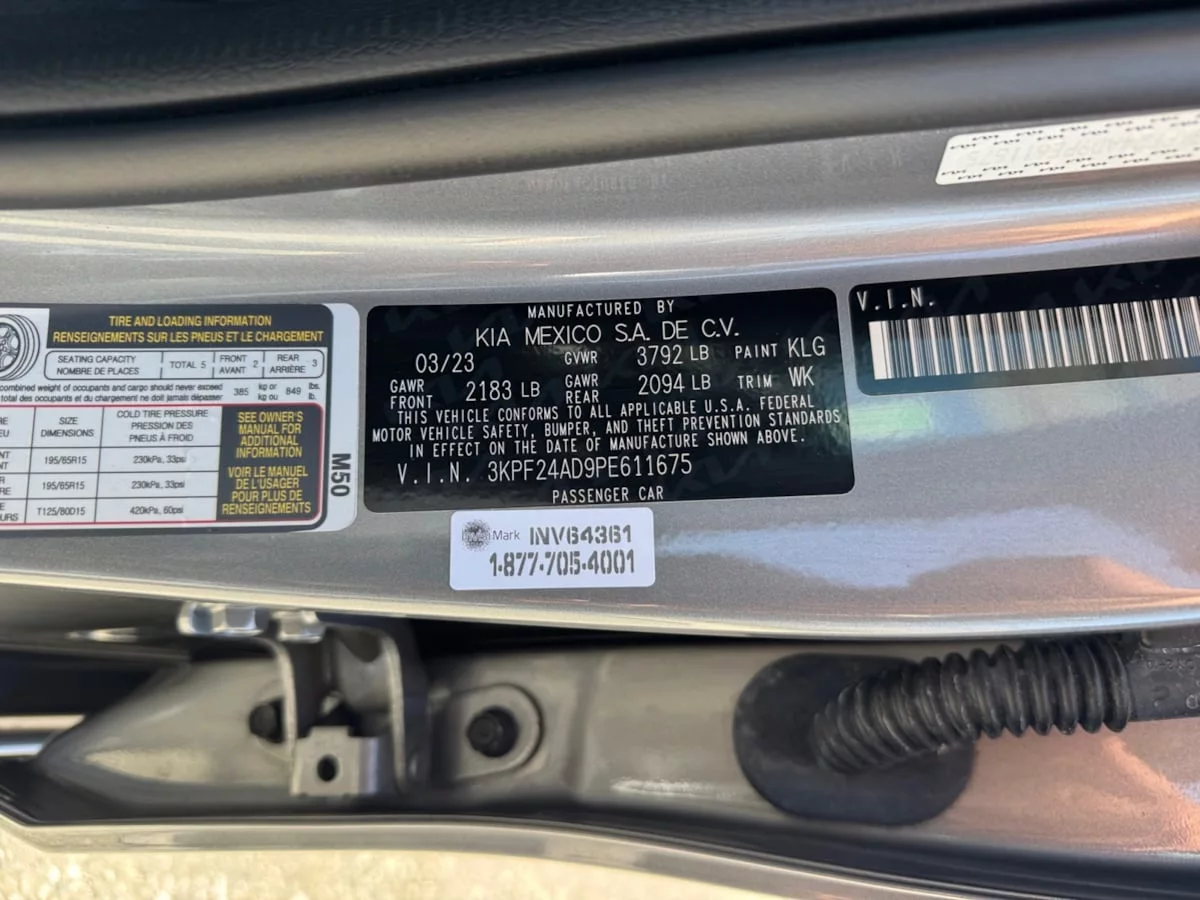 TIRE AND LOADING INFORMATION
RENSEIGNEMENTS SUR LES PNEUS ET LE CHARGEMENT
SEATING CAPACITY
NOMBRE DE PLACES
TOTAL 5
FRONT
AVANT 2
REAR
ARRIÈRE 3
combined weight of occupants and cargo should never exceed
total des occupants et du chargement ne doit jamais dépasser
385 kg or
kg ou
849 lbs.
lb.
SIZE
DIMENSIONS
COLD TIRE PRESSURE
PRESSION DES
PNEUS À FROID
195/65R15 230kPa, 33psi
195/65R15 230kPa, 33psi
T125/80D15 420kPa, 60psi
SEE OWNER'S
MANUAL FOR
ADDITIONAL
INFORMATION
VOIR LE MANUEL
DE L'USAGER
POUR PLUS DE
RENSEIGNEMENTS
M50
MANUFACTURED BY
KIA MEXICO S.A. DE C.V.
03/23 GVWR 3792 LB PAINT KLG
GAWR
FRONT 2183 LB GAWR
REAR 2094 LB TRIM WK
THIS VEHICLE CONFORMS TO ALL APPLICABLE U.S.A. FEDERAL
MOTOR VEHICLE SAFETY, BUMPER, AND THEFT PREVENTION STANDARDS
IN EFFECT ON THE DATE OF MANUFACTURE SHOWN ABOVE.
V.I.N. 3KPF24AD9PE611675
PASSENGER CAR
V.I.N.
Mark INV64361
1-877-705-4001